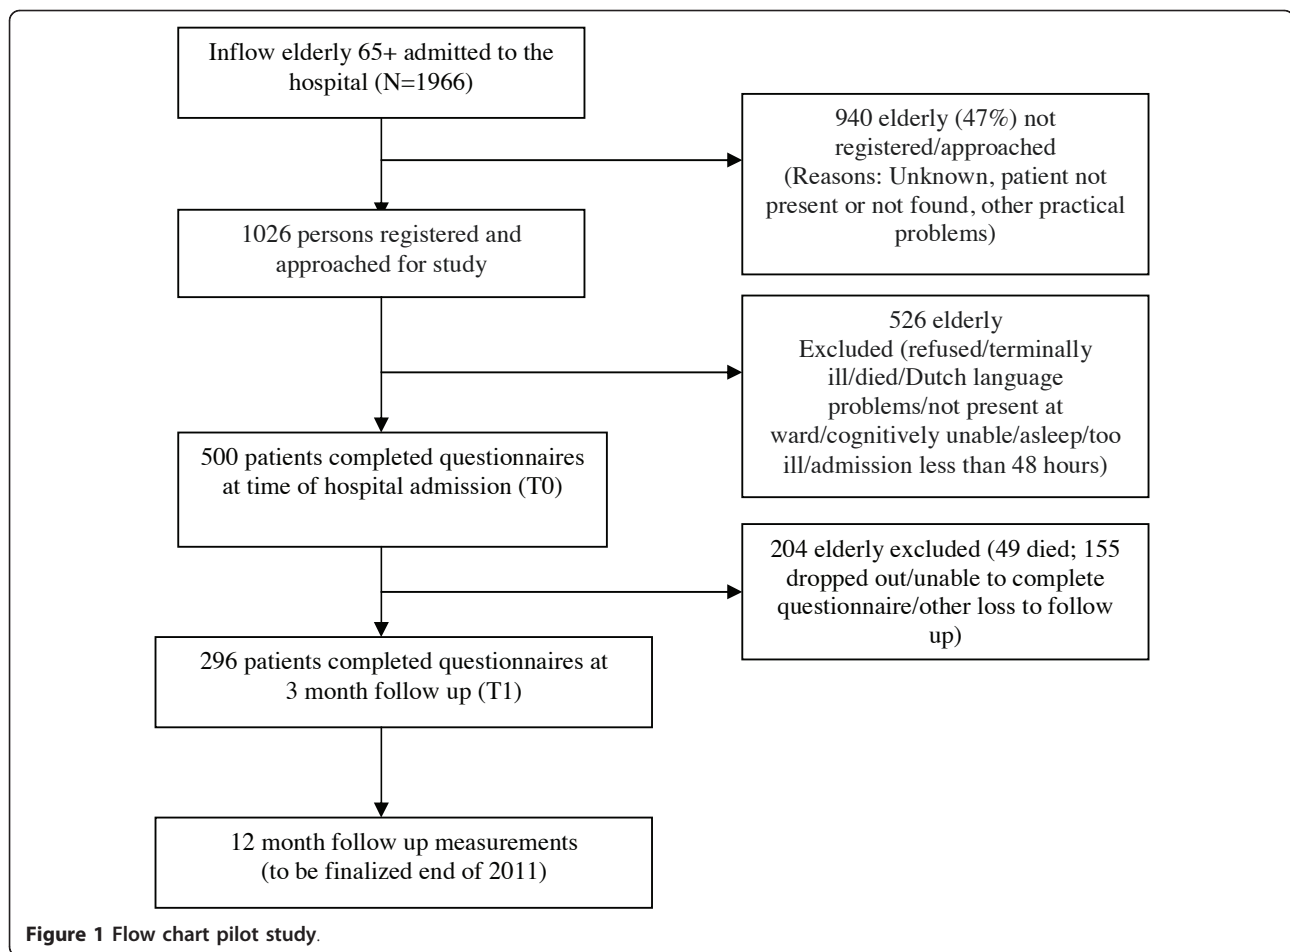 Inflow elderly 65+ admitted to the
hospital (N=1966)
940 elderly (47%) not
registered/approached
(Reasons: Unknown, patient not
present or not found, other practical
problems)
1026 persons registered and
approached for study
526 elderly
Excluded (refused/terminally
ill/died/Dutch language
problems/not present at
ward/cognitively unable/asleep/too
ill/admission less than 48 hours)
500 patients completed questionnaires
at time of hospital admission (T0)
204 elderly excluded (49 died; 155
dropped out/unable to complete
questionnaire/other loss to follow
up)
296 patients completed questionnaires at
3 month follow up (T1)
12 month follow up measurements
(to be finalized end of 2011)
Figure 1 Flow chart pilot study.